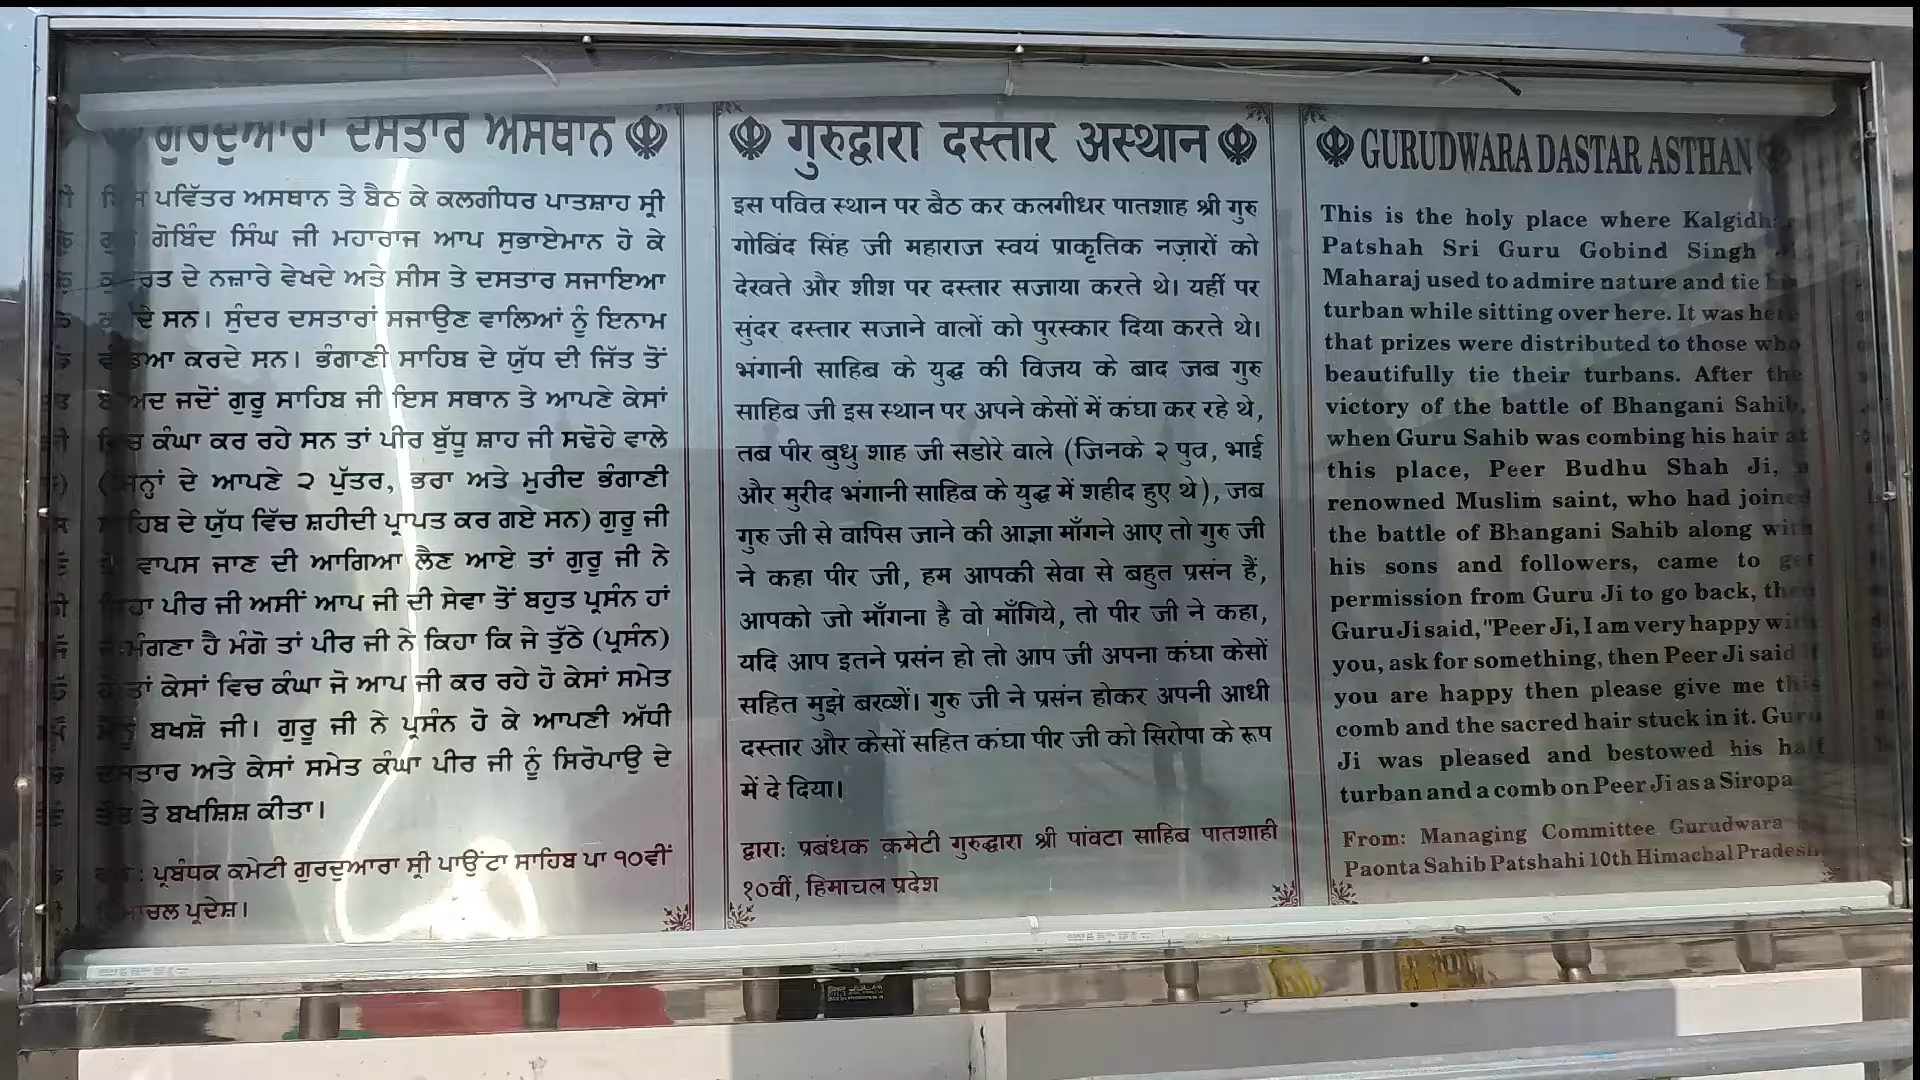 ਗੁਰਦੁਆਰਾ ਦਸਤਾਰ ਅਸਥਾਨ
ਪਵਿੱਤਰ ਅਸਥਾਨ ਤੇ ਬੈਠ ਕੇ ਕਲਗੀਧਰ ਪਾਤਸ਼ਾਹ ਸ੍ਰੀ
ਗੋਬਿੰਦ ਸਿੰਘ ਜੀ ਮਹਾਰਾਜ ਆਪ ਸੁਭਾਏਮਾਨ ਹੋ ਕੇ
ਦੇ ਨਜ਼ਾਰੇ ਵੇਖਦੇ ਅਤੇ ਸੀਸ ਤੇ ਦਸਤਾਰ ਸਜਾਇਆ
ਸਨ। ਸੁੰਦਰ ਦਸਤਾਰਾਂ ਸਜਾਉਣ ਵਾਲਿਆਂ ਨੂੰ ਇਨਾਮ
ਕਰਦੇ ਸਨ। ਭੰਗਾਣੀ ਸਾਹਿਬ ਦੇ ਯੁੱਧ ਦੀ ਜਿੱਤ ਤੋਂ
ਜਦੋਂ ਗੁਰੂ ਸਾਹਿਬ ਜੀ ਇਸ ਸਥਾਨ ਤੇ ਆਪਣੇ ਕੇਸਾਂ
ਕੰਘਾ ਕਰ ਰਹੇ ਸਨ ਤਾਂ ਪੀਰ ਬੁੱਧੂ ਸ਼ਾਹ ਜੀ ਸਢੋਰੇ ਵਾਲੇ
ਦੇ ਆਪਣੇ ੨ ਪੁੱਤਰ, ਭਰਾ ਅਤੇ ਮੁਰੀਦ ਭੰਗਾਣੀ
ਦੇ ਯੁੱਧ ਵਿੱਚ ਸ਼ਹੀਦੀ ਪ੍ਰਾਪਤ ਕਰ ਗਏ ਸਨ) ਗੁਰੂ ਜੀ
ਵਾਪਸ ਜਾਣ ਦੀ ਆਗਿਆ ਲੈਣ ਆਏ ਤਾਂ ਗੁਰੂ ਜੀ ਨੇ
ਪੀਰ ਜੀ ਅਸੀਂ ਆਪ ਜੀ ਦੀ ਸੇਵਾ ਤੋਂ ਬਹੁਤ ਪ੍ਰਸੰਨ ਹਾਂ
ਮੰਗਣਾ ਹੈ ਮੰਗੋ ਤਾਂ ਪੀਰ ਜੀ ਨੇ ਕਿਹਾ ਕਿ ਜੇ ਤੁੱਠੇ (ਪ੍ਰਸੰਨ)
ਤਾਂ ਕੇਸਾਂ ਵਿਚ ਕੰਘਾ ਜੋ ਆਪ ਜੀ ਕਰ ਰਹੇ ਹੋ ਕੇਸਾਂ ਸਮੇਤ
ਬਖਸ਼ੋ ਜੀ। ਗੁਰੂ ਜੀ ਨੇ ਪ੍ਰਸੰਨ ਹੋ ਕੇ ਆਪਣੀ ਅੱਧੀ
ਦਸਤਾਰ ਅਤੇ ਕੇਸਾਂ ਸਮੇਤ ਕੰਘਾ ਪੀਰ ਜੀ ਨੂੰ ਸਿਰੋਪਾਉ ਦੇ
ਤੇ ਬਖਸ਼ਿਸ਼ ਕੀਤਾ।
ਪ੍ਰਬੰਧਕ ਕਮੇਟੀ ਗੁਰਦੁਆਰਾ ਸ੍ਰੀ ਪਾਉਂਟਾ ਸਾਹਿਬ ਪਾ ੧੦ਵੀਂ
ਪ੍ਰਦੇਸ਼।
गुरुद्वारा दस्तार अस्थान
इस पवित्र स्थान पर बैठ कर कलगीधर पातशाह श्री गुरु
गोबिंद सिंह जी महाराज स्वयं प्राकृतिक नज़ारों को
देखते और शीश पर दस्तार सजाया करते थे। यहीं पर
सुंदर दस्तार सजाने वालों को पुरस्कार दिया करते थे।
भंगानी साहिब के युद्ध की विजय के बाद जब गुरु
साहिब जी इस स्थान पर अपने केसों में कंघा कर रहे थे,
तब पीर बुधु शाह जी सडोरे वाले (जिनके २ पुत्र, भाई
और मुरीद भंगानी साहिब के युद्ध में शहीद हुए थे), जब
गुरु जी से वापिस जाने की आज्ञा माँगने आए तो गुरु जी
ने कहा पीर जी, हम आपकी सेवा से बहुत प्रसंन हैं,
आपको जो माँगना है वो माँगिये, तो पीर जी ने कहा,
यदि आप इतने प्रसंन हो तो आप जी अपना कंघा केसों
सहित मुझे बख्शें। गुरु जी ने प्रसंन होकर अपनी आधी
दस्तार और केसों सहित कंघा पीर जी को सिरोपा के रूप
में दे दिया।
द्वारा: प्रबंधक कमेटी गुरुद्वारा श्री पांवटा साहिब पातशाही
१०वीं, हिमाचल प्रदेश
GURUDWARA DASTAR ASTHAN
This is the holy place where Kalgidhar
Patshah Sri Guru Gobind Singh
Maharaj used to admire nature and tie his
turban while sitting over here. It was here
that prizes were distributed to those who
beautifully tie their turbans. After the
victory of the battle of Bhangani Sahib,
when Guru Sahib was combing his hair at
this place, Peer Budhu Shah Ji, a
renowned Muslim saint, who had joined
the battle of Bhangani Sahib along with
his sons and followers, came to get
permission from Guru Ji to go back, then
Guru Ji said, "Peer Ji, I am very happy with
you, ask for something, then Peer Ji said if
you are happy then please give me this
comb and the sacred hair stuck in it. Guru
Ji was pleased and bestowed his half
turban and a comb on Peer Ji as a Siropa
From: Managing Committee Gurudwara
Paonta Sahib Patshahi 10th Himachal Pradesh